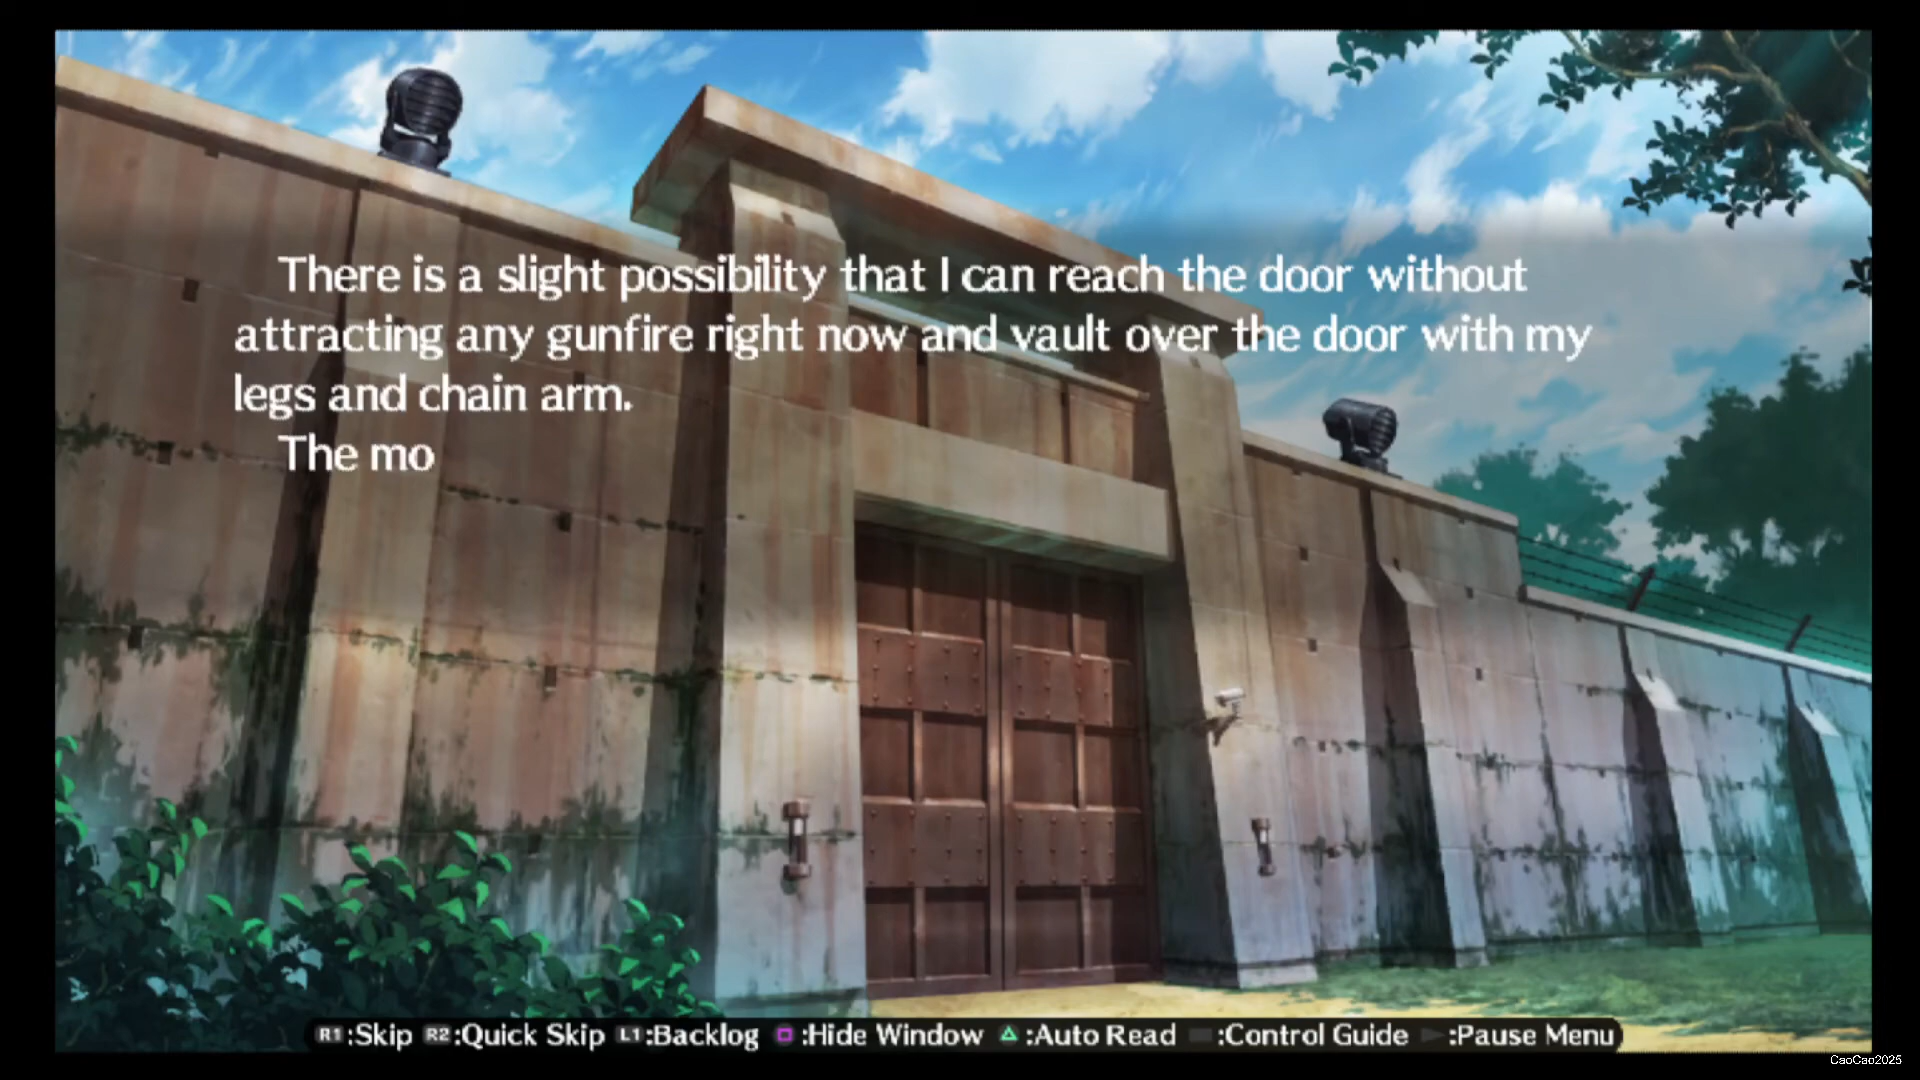 There is a slight possibility that I can reach the door without
attracting any gunfire right now and vault over the door with my
legs and chain arm.
The mo
R1:Skip R2:Quick Skip L1:Backlog :Hide Window :Auto Read :Control Guide :Pause Menu
CaoCao2025